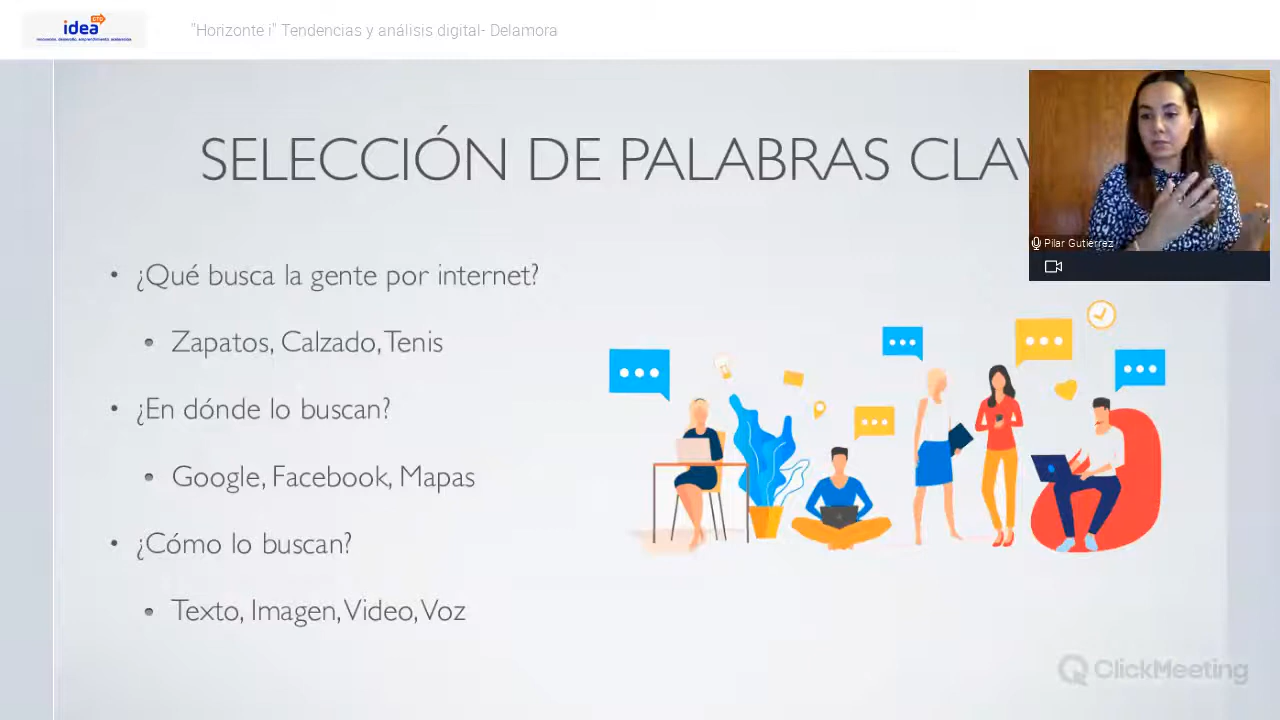 idea
GTO
"Horizonte i" Tendencias y análisis digital- Delamora
SELECCIÓN DE PALABRAS CLAV
Pilar Gutiérrez
• ¿Qué busca la gente por internet?
• Zapatos, Calzado, Tenis
• ¿En dónde lo buscan?
• Google, Facebook, Mapas
• ¿Cómo lo buscan?
• Texto, Imagen, Video, Voz
ClickMeeting